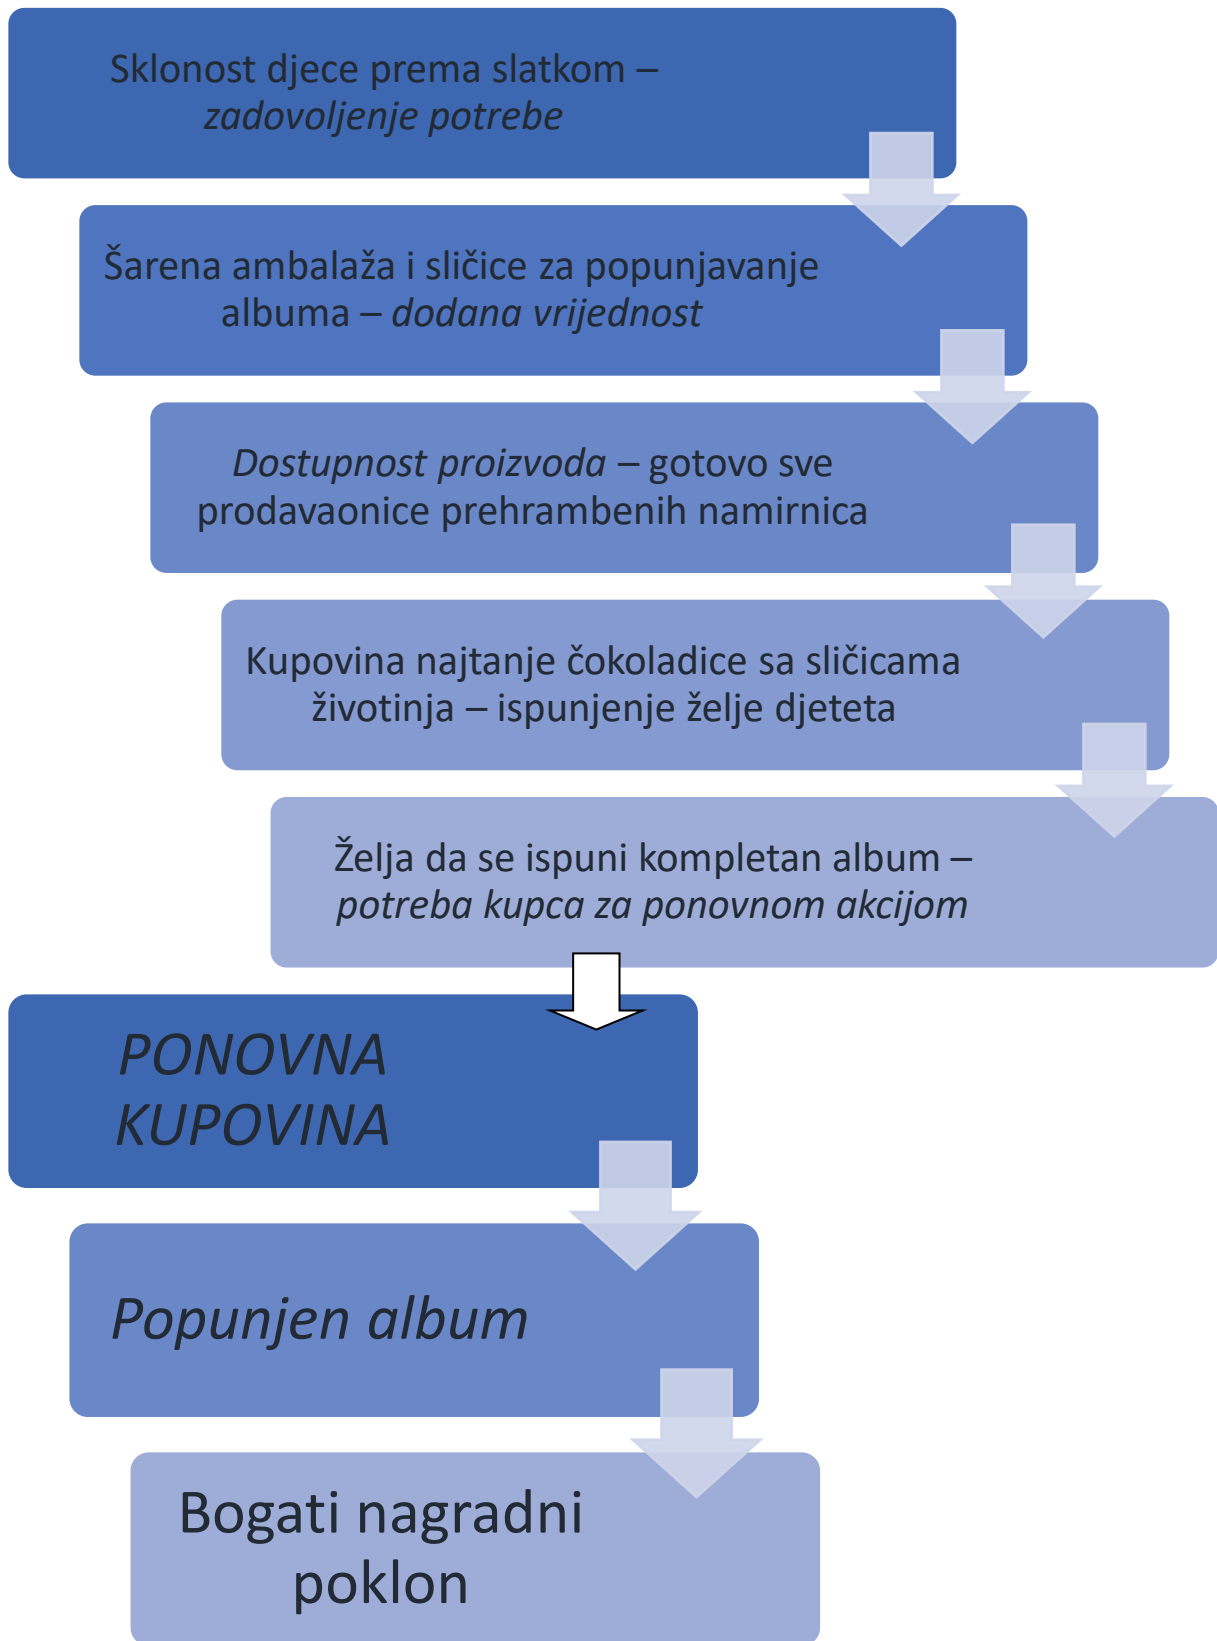 Sklonost djece prema slatkom –
zadovoljenje potrebe
Šarena ambalaža i sličice za popunjavanje
albuma – dodana vrijednost
Dostupnost proizvoda – gotovo sve
prodavaonice prehrambenih namirnica
Kupovina najtanje čokoladice sa sličicama
životinja – ispunjenje želje djeteta
Želja da se ispuni kompletan album –
potreba kupca za ponovnom akcijom
PONOVNA
KUPOVINA
Popunjen album
Bogati nagradni
poklon